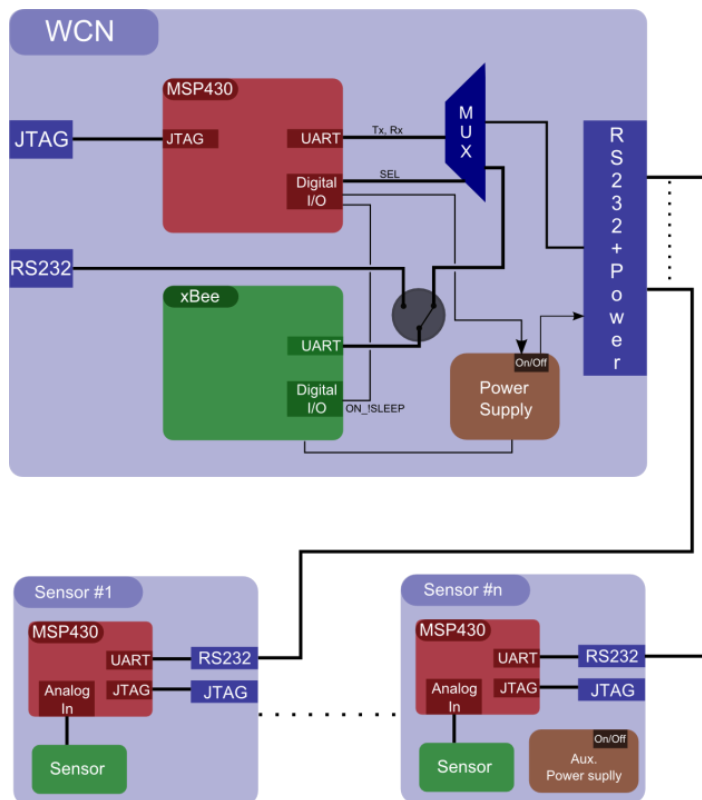 WCN
MSP430
JTAG
JTAG
UART
Tx, Rx
M
U
X
Digital
I/O
SEL
R
S
2
3
2
+
P
o
w
e
r
RS232
xBee
UART
Digital
I/O
ON_!SLEEP
On/Off
Power
Supply
Sensor #1
MSP430
UART
RS232
JTAG
JTAG
Analog
In
Sensor
Sensor #n
MSP430
UART
RS232
JTAG
JTAG
Analog
In
Sensor
On/Off
Aux.
Power suplly